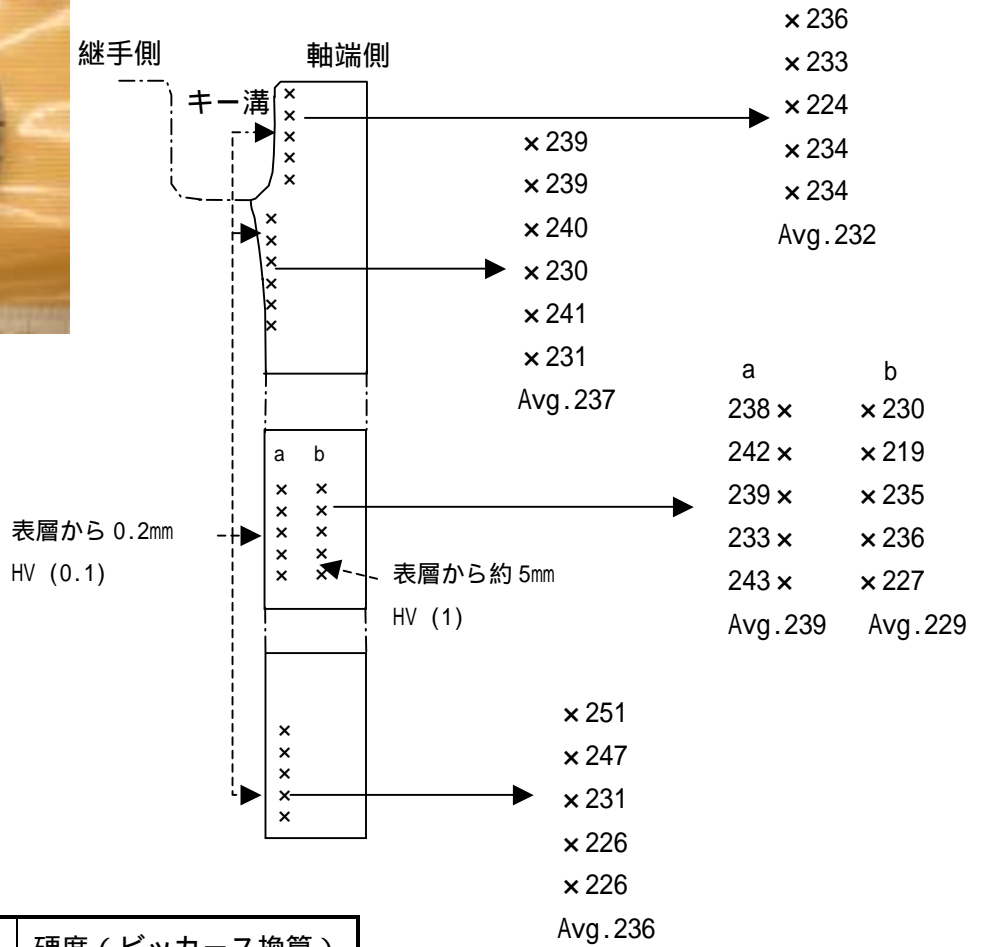 継手側
軸端側
キー溝
×236
×233
×224
×234
×234
Avg.232
×239
×239
×240
×230
×241
×231
Avg.237
a b
238× ×230
242× ×219
239× ×235
233× ×236
243× ×227
Avg.239 Avg.229
a b
表層から0.2㎜
HV (0.1)
表層から約5㎜
HV (1)
×251
×247
×231
×226
×226
Avg.236
硬度(ビッカース換算)